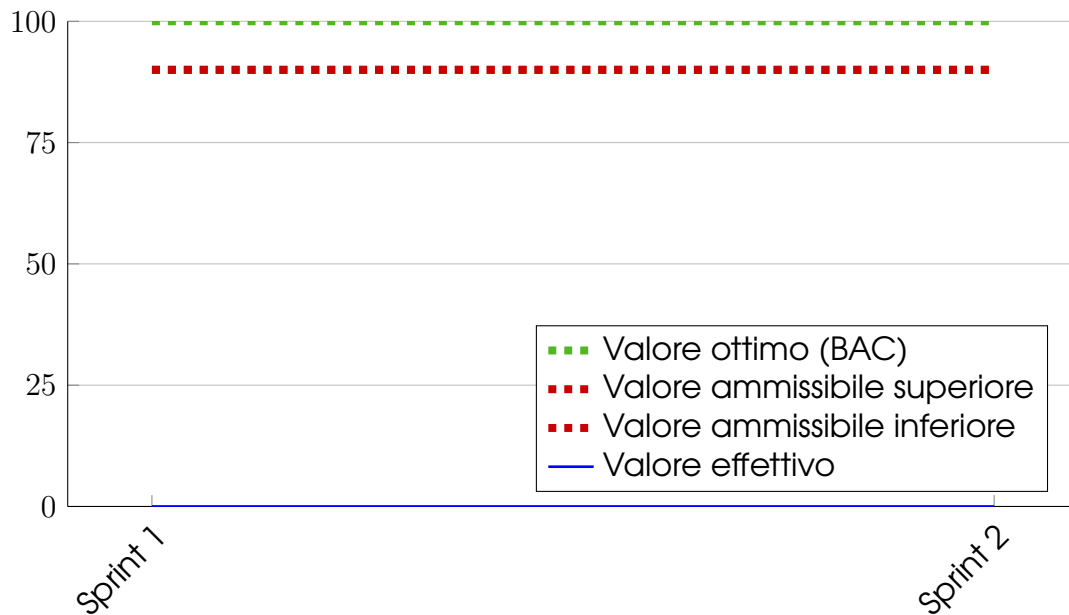 100
75
50
25
0
Valore ottimo (BAC)
Valore ammissibile superiore
Valore ammissibile inferiore
Valore effettivo
Sprint 1
Sprint 2